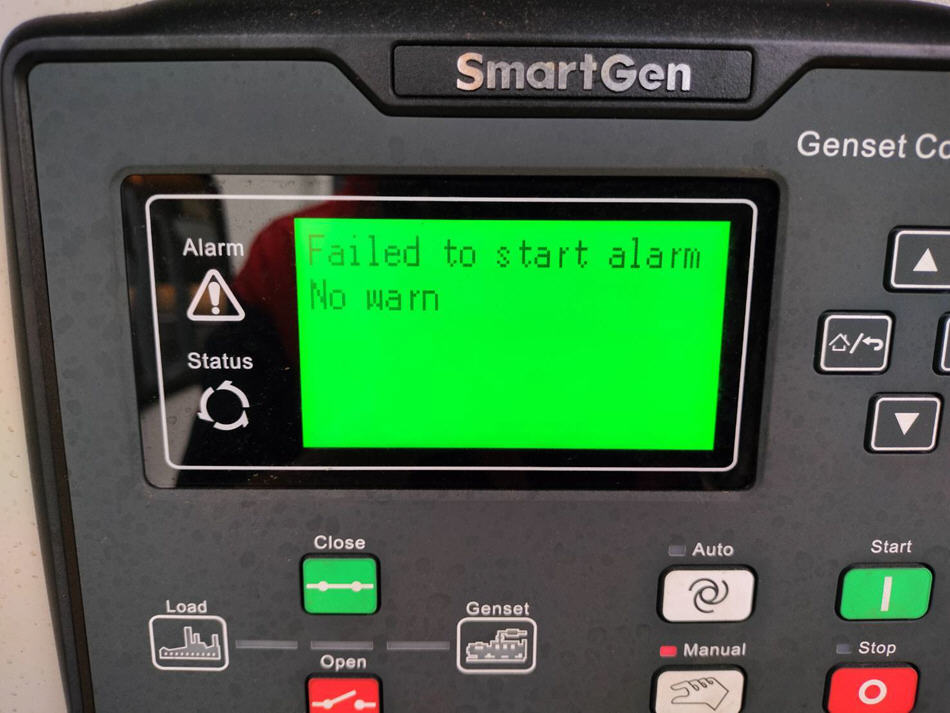 SmartGen
Genset Co
Alarm
Failed to start alarm
No warn
Status
Close
Auto
Start
Load
Genset
Manual
Stop
Open